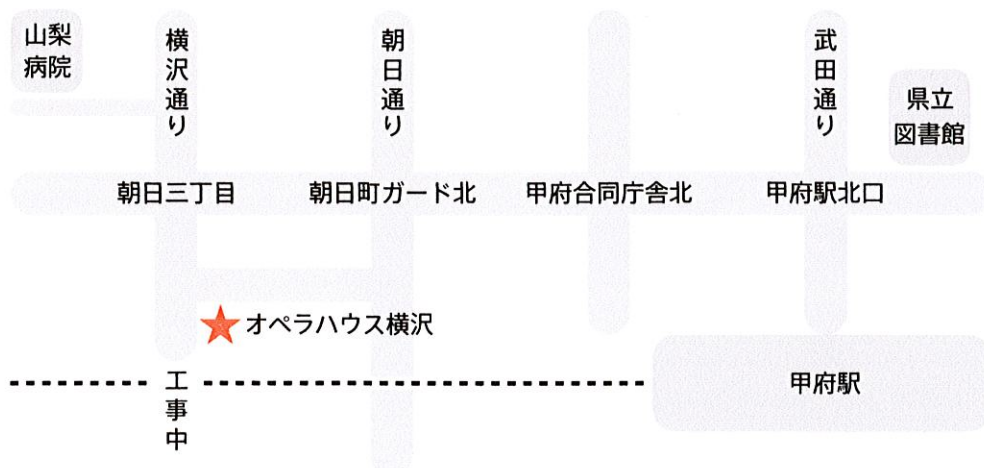 山梨
病院
横沢通り
朝日通り
武田通り
県立
図書館
朝日三丁目
朝日町ガード北
甲府合同庁舎北
甲府駅北口
オペラハウス横沢
工事中
甲府駅